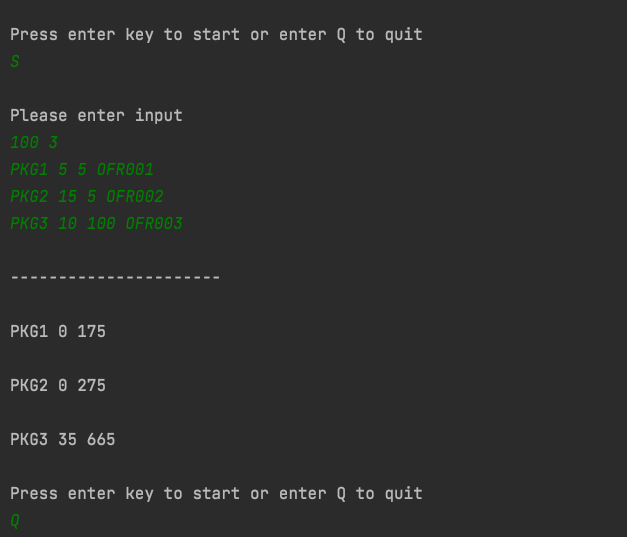 Press enter key to start or enter Q to quit
S
Please enter input
100 3
PKG1 5 5 OFR001
PKG2 15 5 OFR002
PKG3 10 100 OFR003
----------------------
PKG1 0 175
PKG2 0 275
PKG3 35 665
Press enter key to start or enter Q to quit
Q